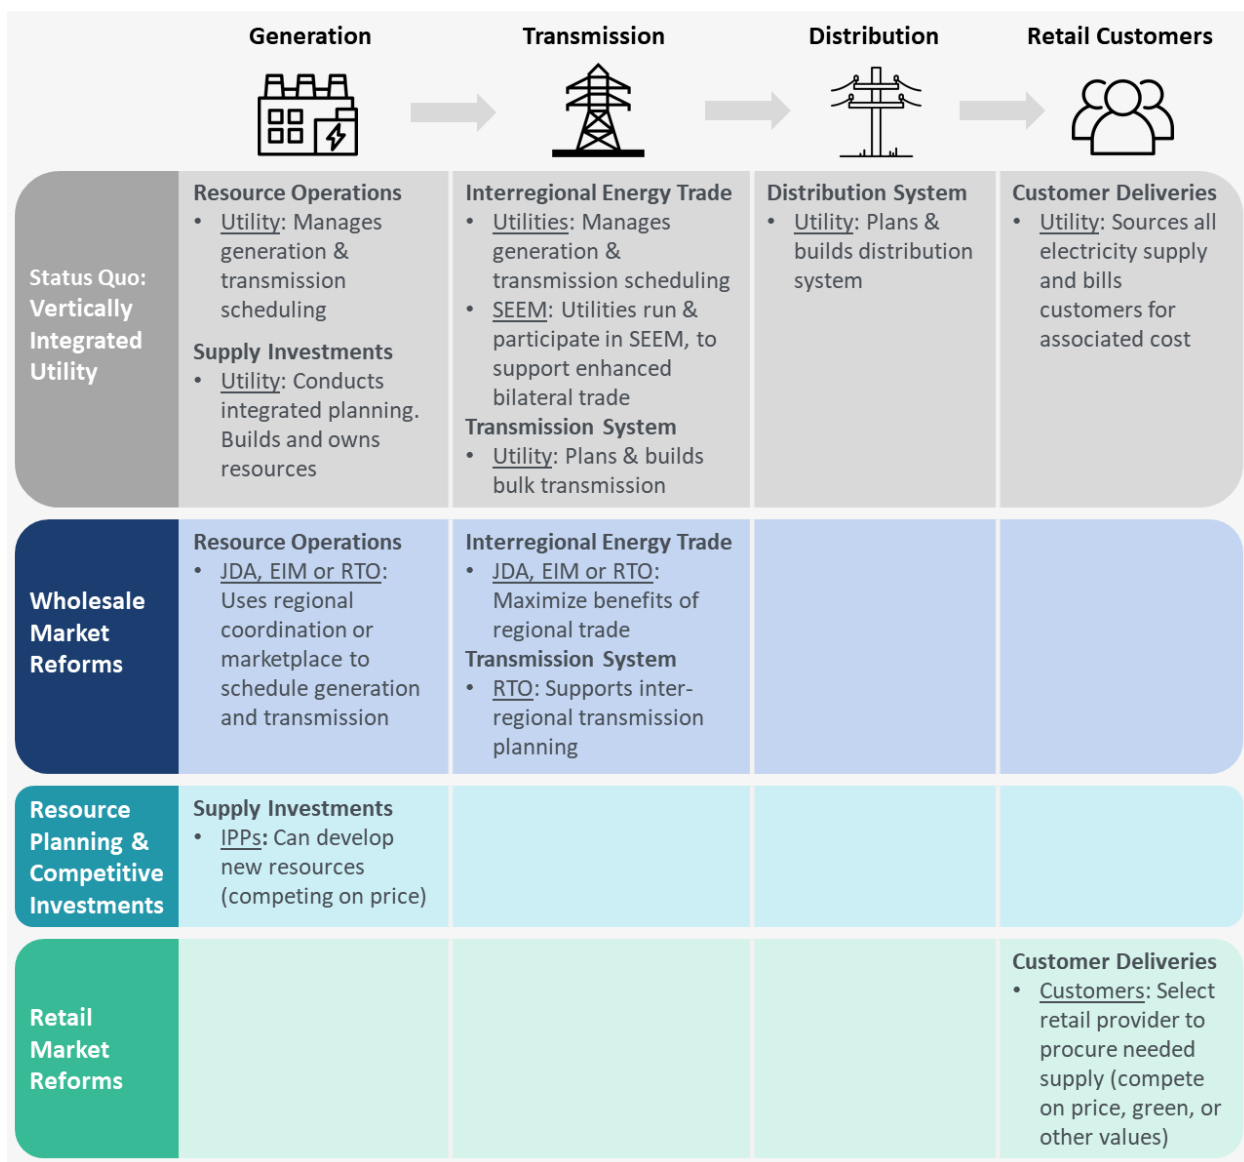 Generation
Transmission
Distribution
Retail Customers
Status Quo:
Vertically
Integrated
Utility
Resource Operations
• Utility: Manages
generation &
transmission
scheduling
Supply Investments
• Utility: Conducts
integrated planning.
Builds and owns
resources
Interregional Energy Trade
• Utilities: Manages
generation &
transmission scheduling
• SEEM: Utilities run &
participate in SEEM, to
support enhanced
bilateral trade
Transmission System
• Utility: Plans & builds
bulk transmission
Distribution System
• Utility: Plans &
builds distribution
system
Customer Deliveries
• Utility: Sources all
electricity supply
and bills
customers for
associated cost
Wholesale
Market
Reforms
Resource Operations
• JDA, EIM or RTO:
Uses regional
coordination or
marketplace to
schedule generation
and transmission
Interregional Energy Trade
• JDA, EIM or RTO:
Maximize benefits of
regional trade
Transmission System
• RTO: Supports inter-
regional transmission
planning
Resource
Planning &
Competitive
Investments
Supply Investments
• IPPs: Can develop
new resources
(competing on price)
Retail
Market
Reforms
Customer Deliveries
• Customers: Select
retail provider to
procure needed
supply (compete
on price, green, or
other values)